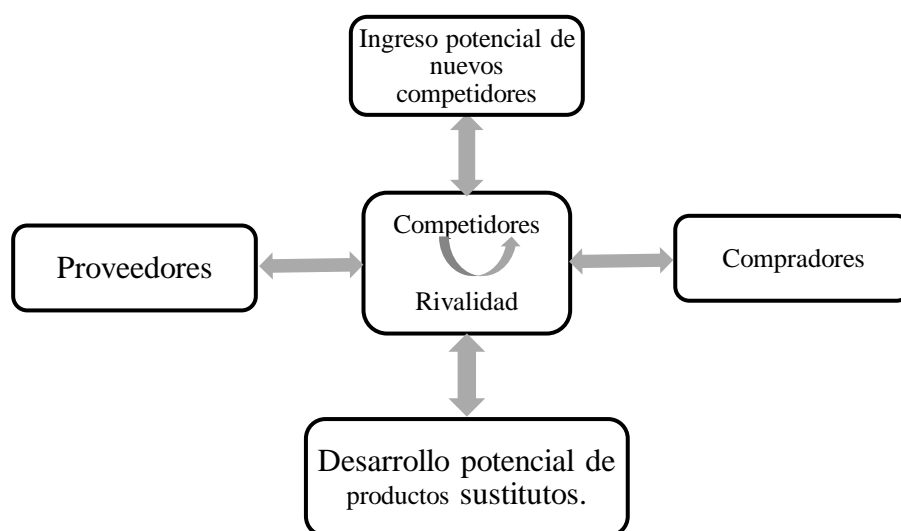 Ingreso potencial de
nuevos
competidores
Competidores
Proveedores
Compradores
Rivalidad
Desarrollo potencial de
productos sustitutos.